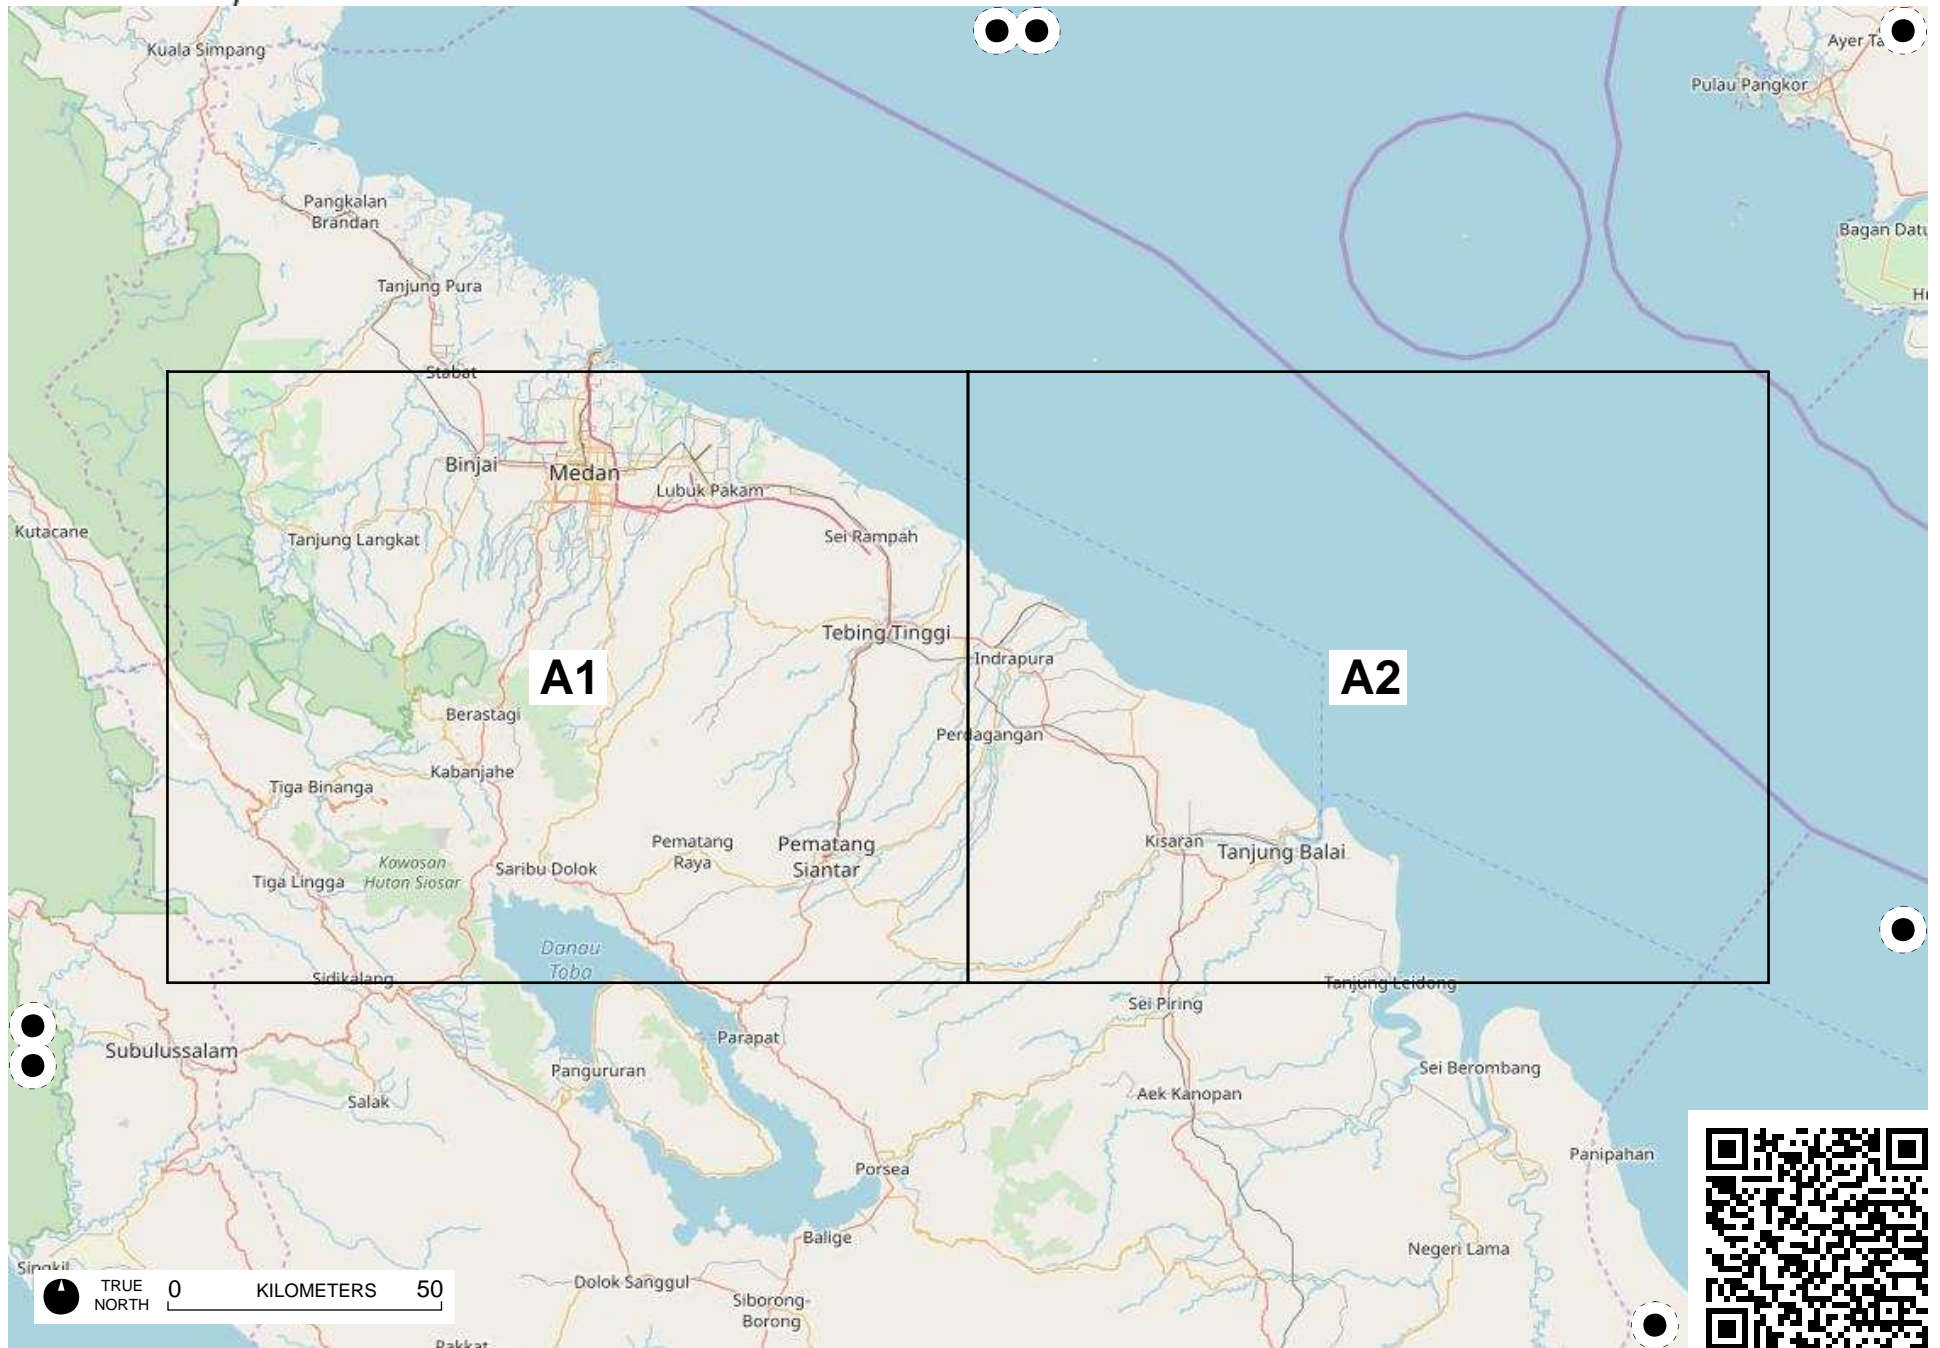 Kuala Simpang
Ayer Ta
Pulau Pangkor
Pangkalan
Brandan
Bagan Datu
Tanjung Pura
Stabat
Binjai
Medan
Lubuk Pakam
Kutacane
Tanjung Langkat
Sei Rampah
Tebing Tinggi
Indrapura
A1
A2
Berastagi
Perdagangan
Kabanjahe
Tiga Binanga
Pematang
Raya
Pematang
Siantar
Kisaran
Tanjung Balai
Kawasan
Hutan Siosar
Saribu Dolok
Tiga Lingga
Danau
Toba
Sidikalang
Tanjung Leidong
Sei Piring
Parapat
Subulussalam
Pangururan
Sei Berombang
Salak
Aek Kanopan
Porsea
Panipahan
Balige
Negeri Lama
Singkil
Dolok Sanggul
Siborong-
Borong
Pakkat
TRUE
NORTH
0 KILOMETERS 50